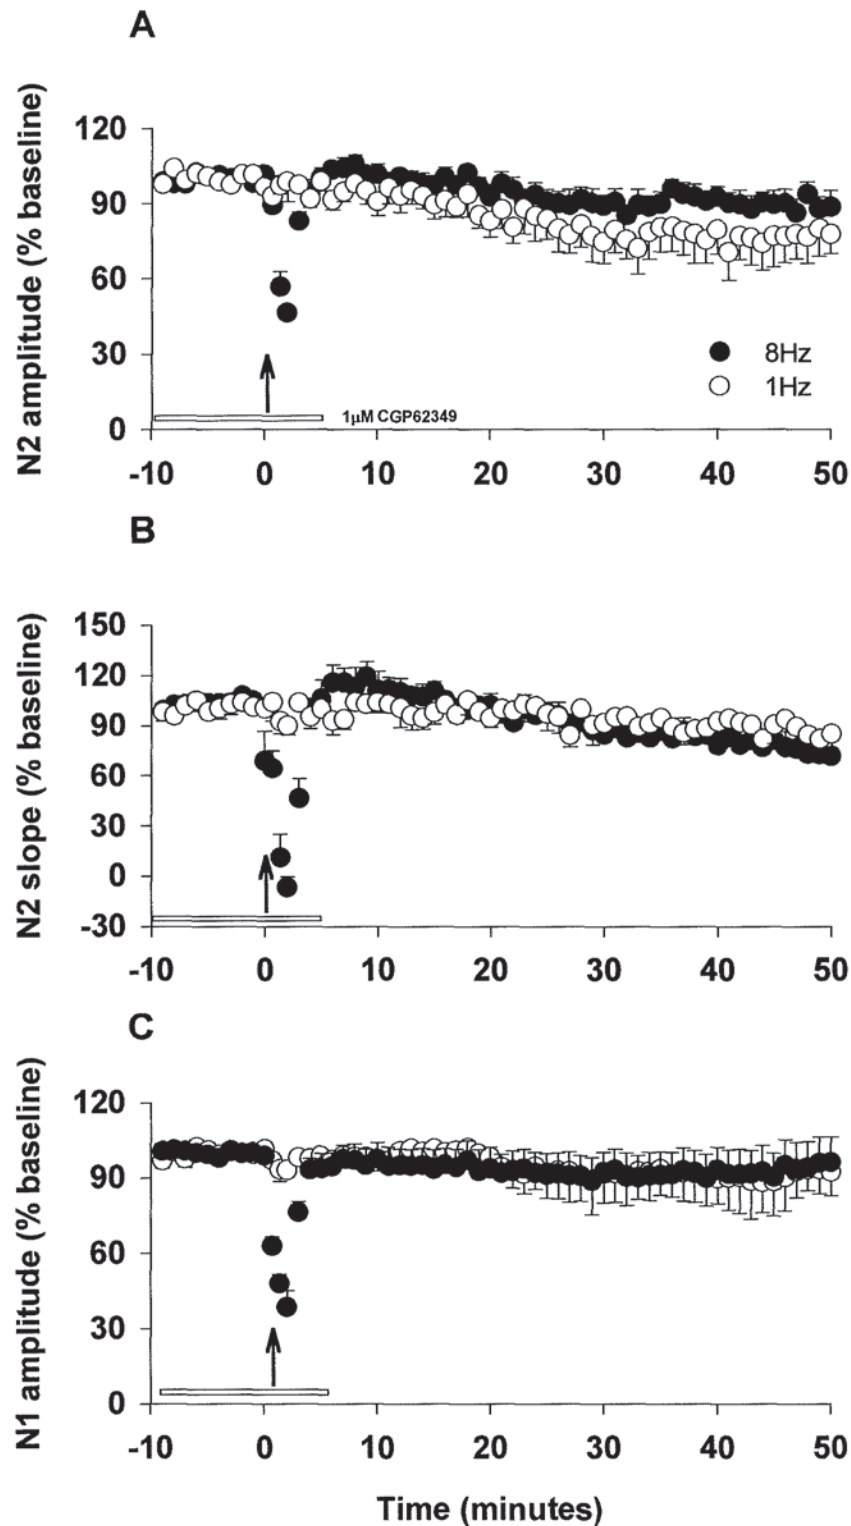 A
N2 amplitude (% baseline)
120
90
60
30
0
8Hz
1Hz
1µM CGP62349
-10 0 10 20 30 40 50
B
N2 slope (% baseline)
150
120
90
60
30
0
-30
-10 0 10 20 30 40 50
C
N1 amplitude (% baseline)
120
90
60
30
0
-10 0 10 20 30 40 50
Time (minutes)